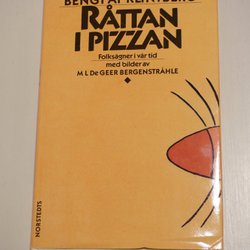 BENGT AF KLINTBERG
RÅTTAN
I PIZZAN
Folksägner i vår tid
med bilder av
M L De GEER BERGENSTRÅHLE
NORSTEDTS